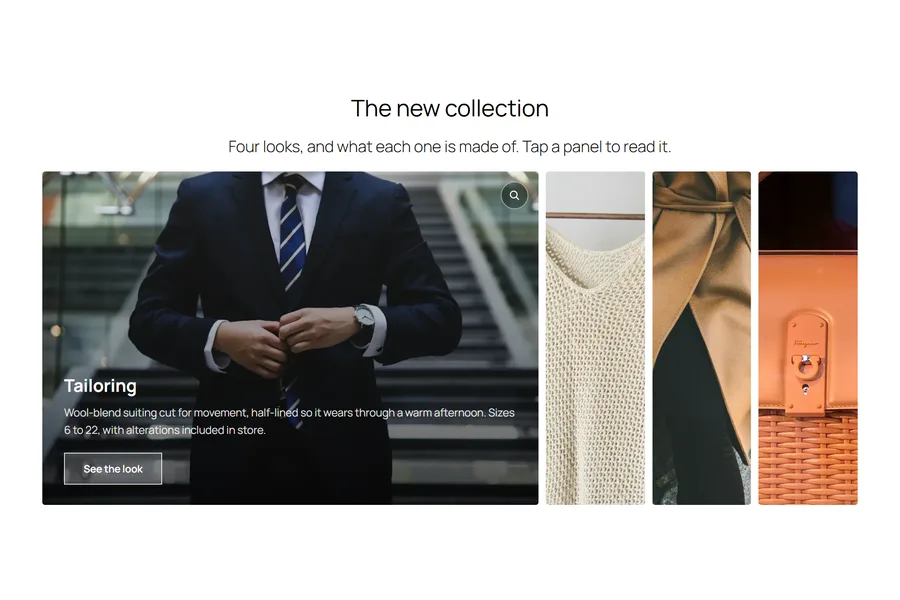 The new collection
Four looks, and what each one is made of. Tap a panel to read it.
Tailoring
Wool-blend suiting cut for movement, half-lined so it wears through a warm afternoon. Sizes
6 to 22, with alterations included in store.
See the look